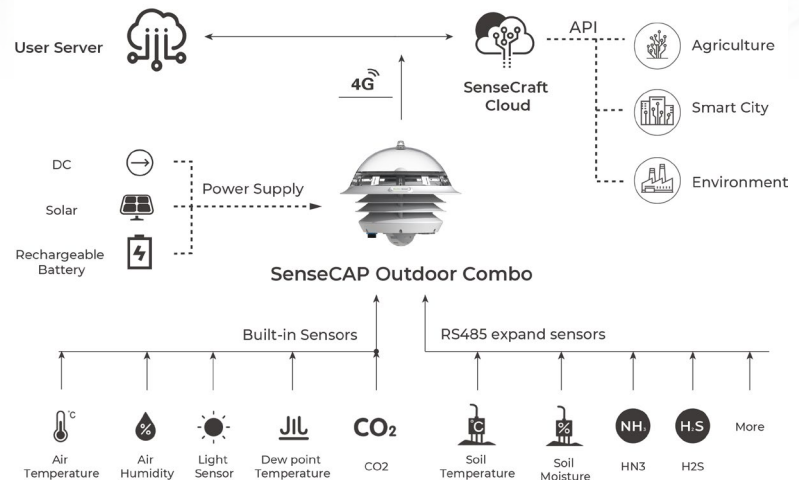 User Server
4G
API
SenseCraft
Cloud
Agriculture
Smart City
Environment
DC
Solar
Rechargeable
Battery
Power Supply
SenseCAP Outdoor Combo
Built-in Sensors
RS485 expand sensors
°C
%
CO2
°C
%
NH3
H2S
More
Air
Temperature
Air
Humidity
Light
Sensor
Dew point
Temperature
CO2
Soil
Temperature
Soil
Moisture
HN3
H2S